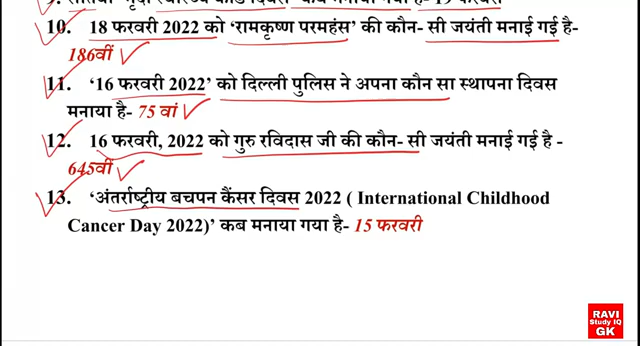 10. 18 फरवरी 2022 को ‘रामकृष्ण परमहंस’ की कौन- सी जयंती मनाई गई है-
186वीं
11. ‘16 फरवरी 2022’ को दिल्ली पुलिस ने अपना कौन सा स्थापना दिवस
मनाया है- 75 वां
12. 16 फरवरी, 2022 को गुरु रविदास जी की कौन- सी जयंती मनाई गई है -
645वीं
13. ‘अंतर्राष्ट्रीय बचपन कैंसर दिवस 2022 ( International Childhood
Cancer Day 2022)’ कब मनाया गया है- 15 फरवरी
RAVI
Study IQ
GK